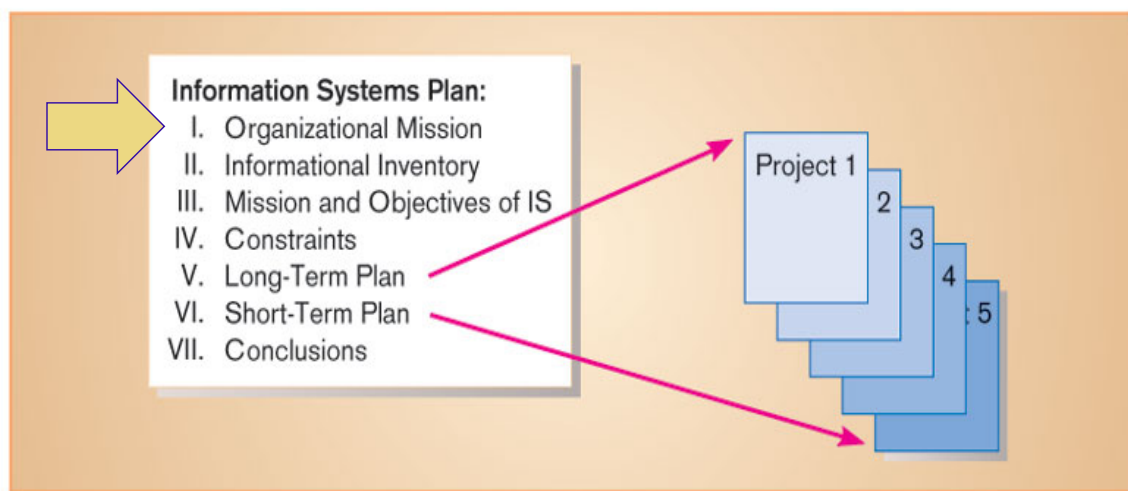 Information Systems Plan:
I. Organizational Mission
II. Informational Inventory
III. Mission and Objectives of IS
IV. Constraints
V. Long-Term Plan
VI. Short-Term Plan
VII. Conclusions
Project 1
2
3
4
5